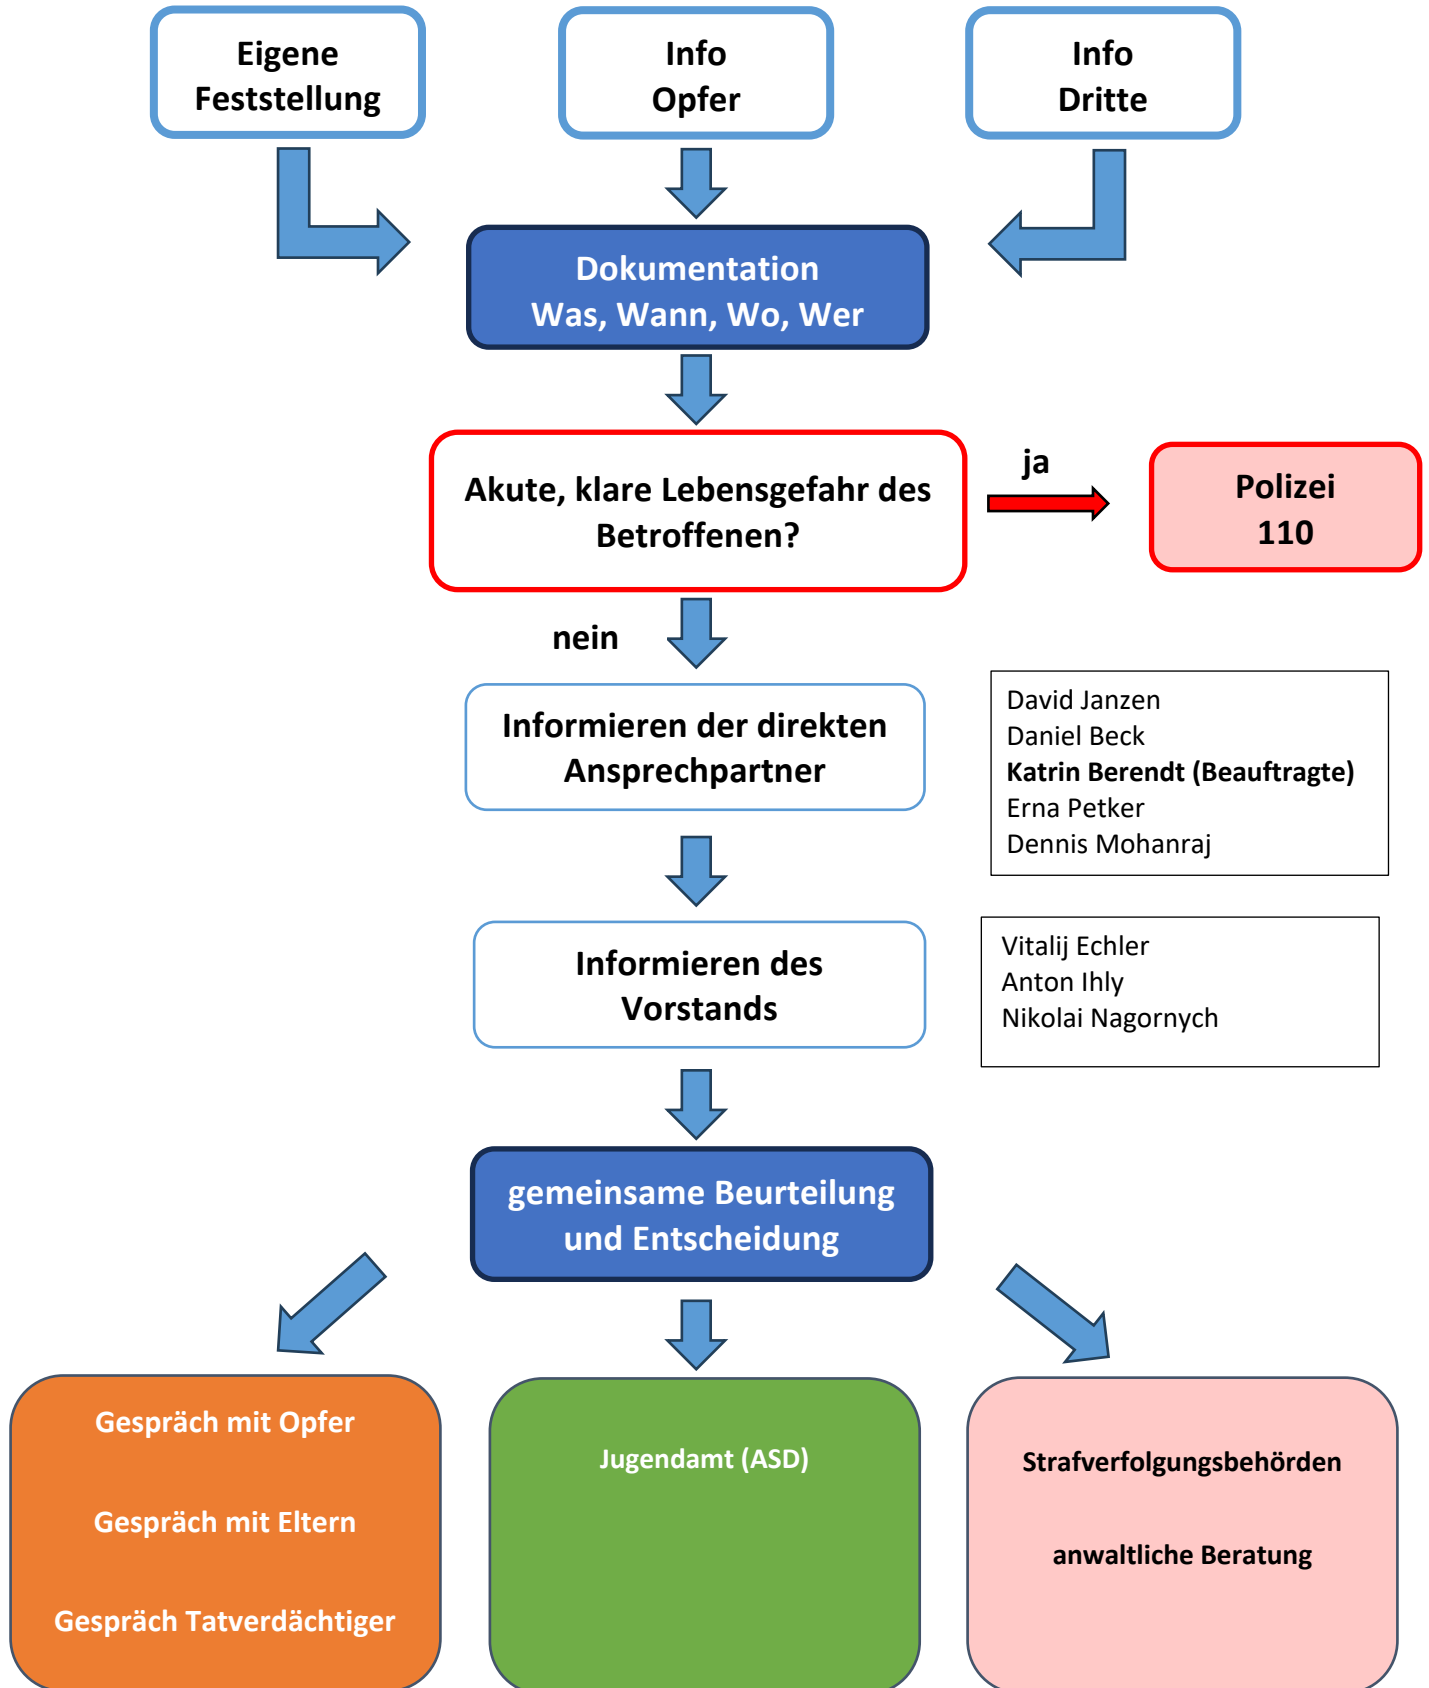 Eigene
Feststellung
Info
Opfer
Info
Dritte
Dokumentation
Was, Wann, Wo, Wer
Akute, klare Lebensgefahr des
Betroffenen?
ja
Polizei
110
nein
Informieren der direkten
Ansprechpartner
David Janzen
Daniel Beck
Katrin Berendt (Beauftragte)
Erna Petker
Dennis Mohanraj
Informieren des
Vorstands
Vitalij Echler
Anton Ihly
Nikolai Nagornych
gemeinsame Beurteilung
und Entscheidung
Gespräch mit Opfer
Gespräch mit Eltern
Gespräch Tatverdächtiger
Jugendamt (ASD)
Strafverfolgungsbehörden
anwaltliche Beratung